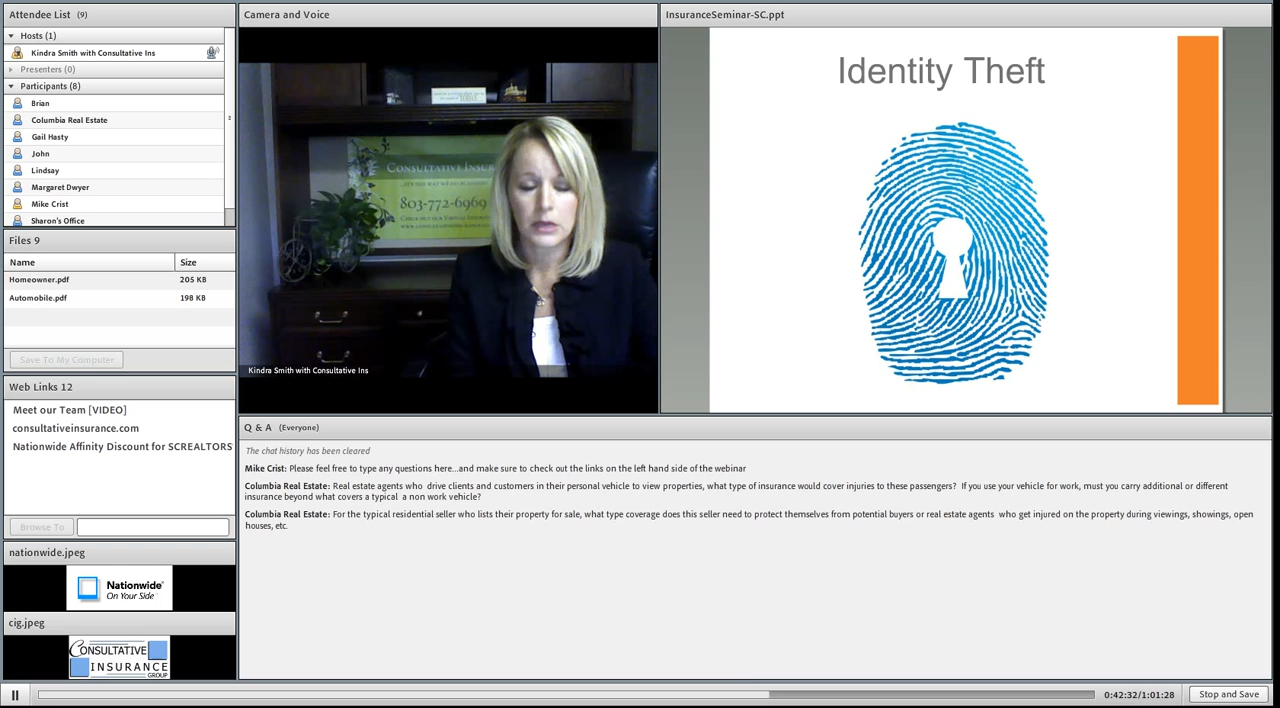 Attendee List (9)
Hosts (1)
Kindra Smith with Consultative Ins
Presenters (0)
Participants (8)
Brian
Columbia Real Estate
Gail Hasty
John
Lindsay
Margaret Dwyer
Mike Crist
Sharon's Office
Files 9
Name Size
Homeowner.pdf 205 KB
Automobile.pdf 198 KB
Save To My Computer
Web Links 12
Meet our Team [VIDEO]
consultativeinsurance.com
Nationwide Affinity Discount for SCREALTORS
Browse To
nationwide.jpeg
Nationwide
On Your Side
cig.jpeg
CONSULTATIVE
INSURANCE
GROUP
Camera and Voice
CONSULTATIVE INSUR
803-772-6969
Kindra Smith with Consultative Ins
InsuranceSeminar-SC.ppt
Identity Theft
Q & A (Everyone)
The chat history has been cleared
Mike Crist: Please feel free to type any questions here...and make sure to check out the links on the left hand side of the webinar
Columbia Real Estate: Real estate agents who drive clients and customers in their personal vehicle to view properties, what type of insurance would cover injuries to these passengers? If you use your vehicle for work, must you carry additional or different
insurance beyond what covers a typical a non work vehicle?
Columbia Real Estate: For the typical residential seller who lists their property for sale, what type coverage does this seller need to protect themselves from potential buyers or real estate agents who get injured on the property during viewings, showings, open
houses, etc.
0:42:32/1:01:28
Stop and Save